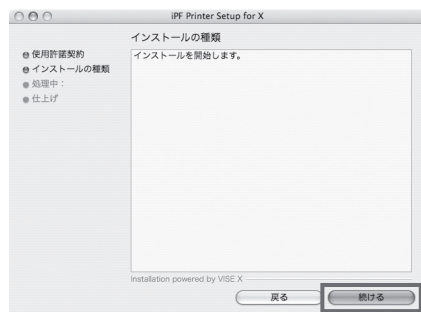 iPF Printer Setup for X
インストールの種類
使用許諾契約
インストールの種類
処理中：
仕上げ
インストールを開始します。
Installation powered by VISE X
戻る
続ける